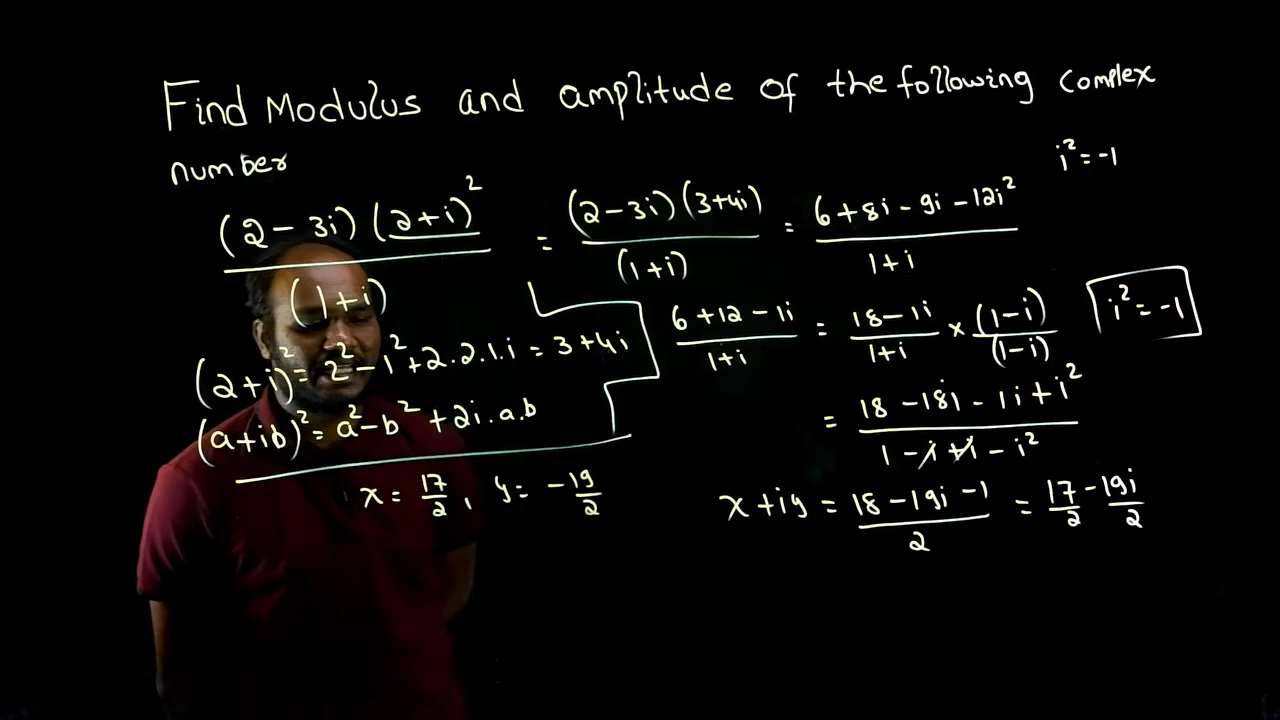 Find Modulus and amplitude of the following complex
number
i² = -1
(2 - 3i) (2+i)² / (1+i) = (2-3i)(3+4i) / (1+i) = 6+8i - 9i - 12i² / 1+i
6+12 - 1i / 1+i = 18 - 1i / 1+i × (1-i) / (1-i)
i² = -1
(2+i)² = 2² - 1² + 2.2.1.i = 3+4i
= 18 - 18i - 1i + i² / 1 - i + i - i²
(a+ib)² = a² - b² + 2i.a.b
x = 17/2, y = -19/2
x+iy = 18 - 19i - 1 / 2 = 17/2 - 19i/2